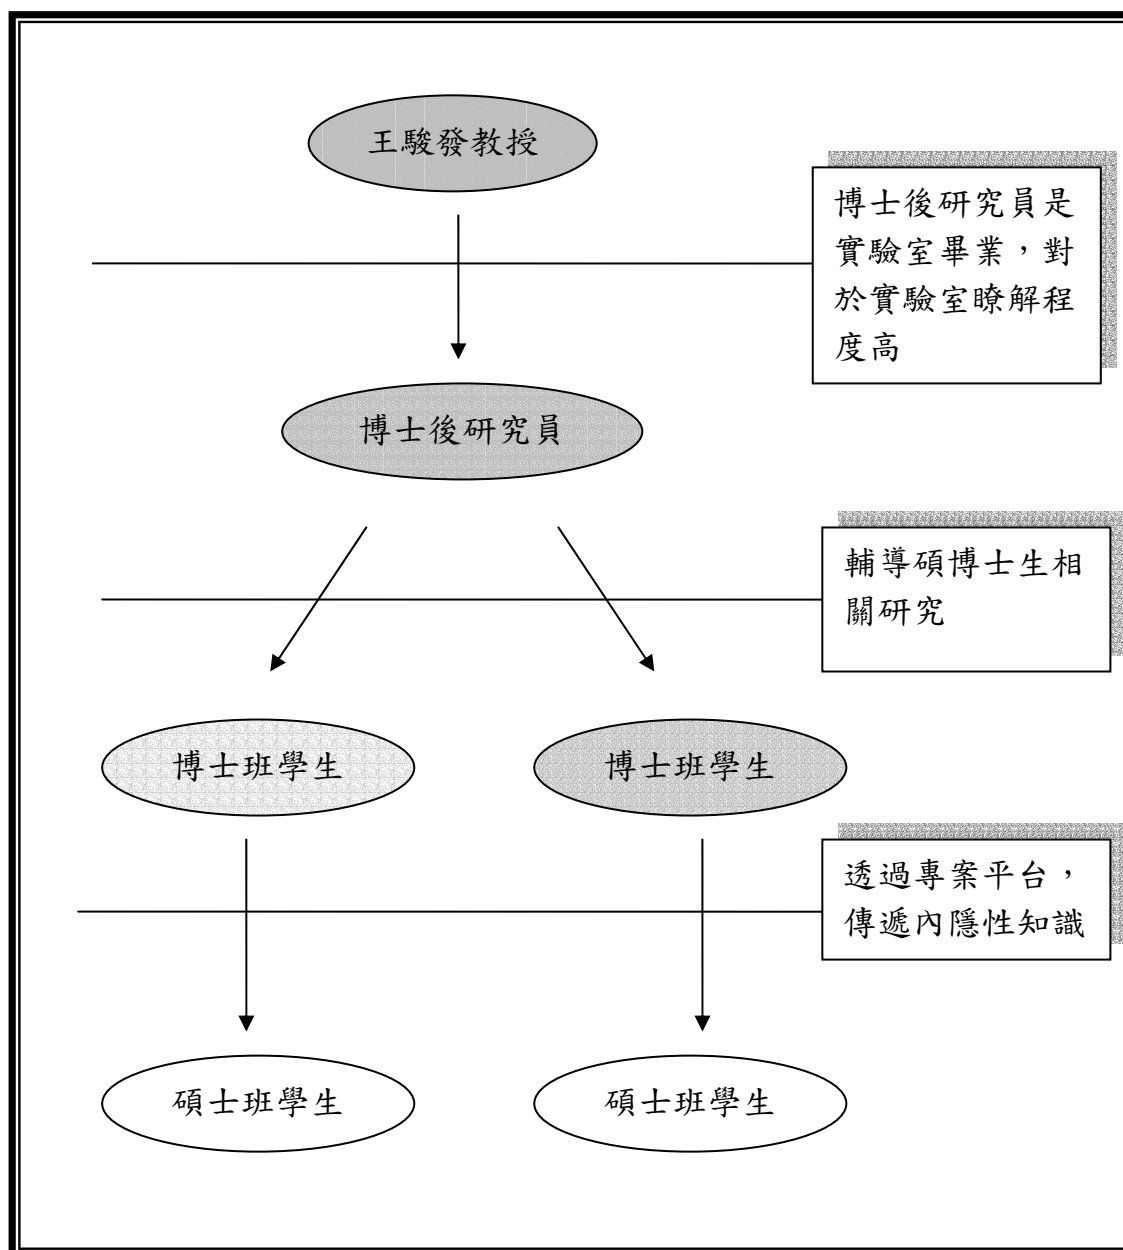 王駿發教授
博士後研究員是
實驗室畢業，對
於實驗室瞭解程
度高
博士後研究員
輔導碩博士生相
關研究
博士班學生
博士班學生
透過專案平台，
傳遞內隱性知識
碩士班學生
碩士班學生